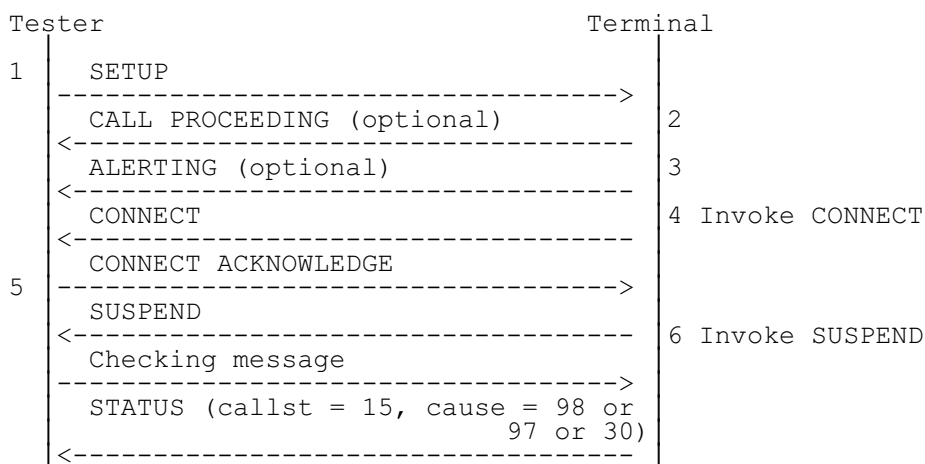 Tester Terminal
1 SETUP
----------------------------------->
CALL PROCEEDING (optional) 2
<-----------------------------------
ALERTING (optional) 3
<-----------------------------------
CONNECT 4 Invoke CONNECT
<-----------------------------------
CONNECT ACKNOWLEDGE
5 ----------------------------------->
SUSPEND
<----------------------------------- 6 Invoke SUSPEND
Checking message
----------------------------------->
STATUS (callst = 15, cause = 98 or
97 or 30)
<-----------------------------------